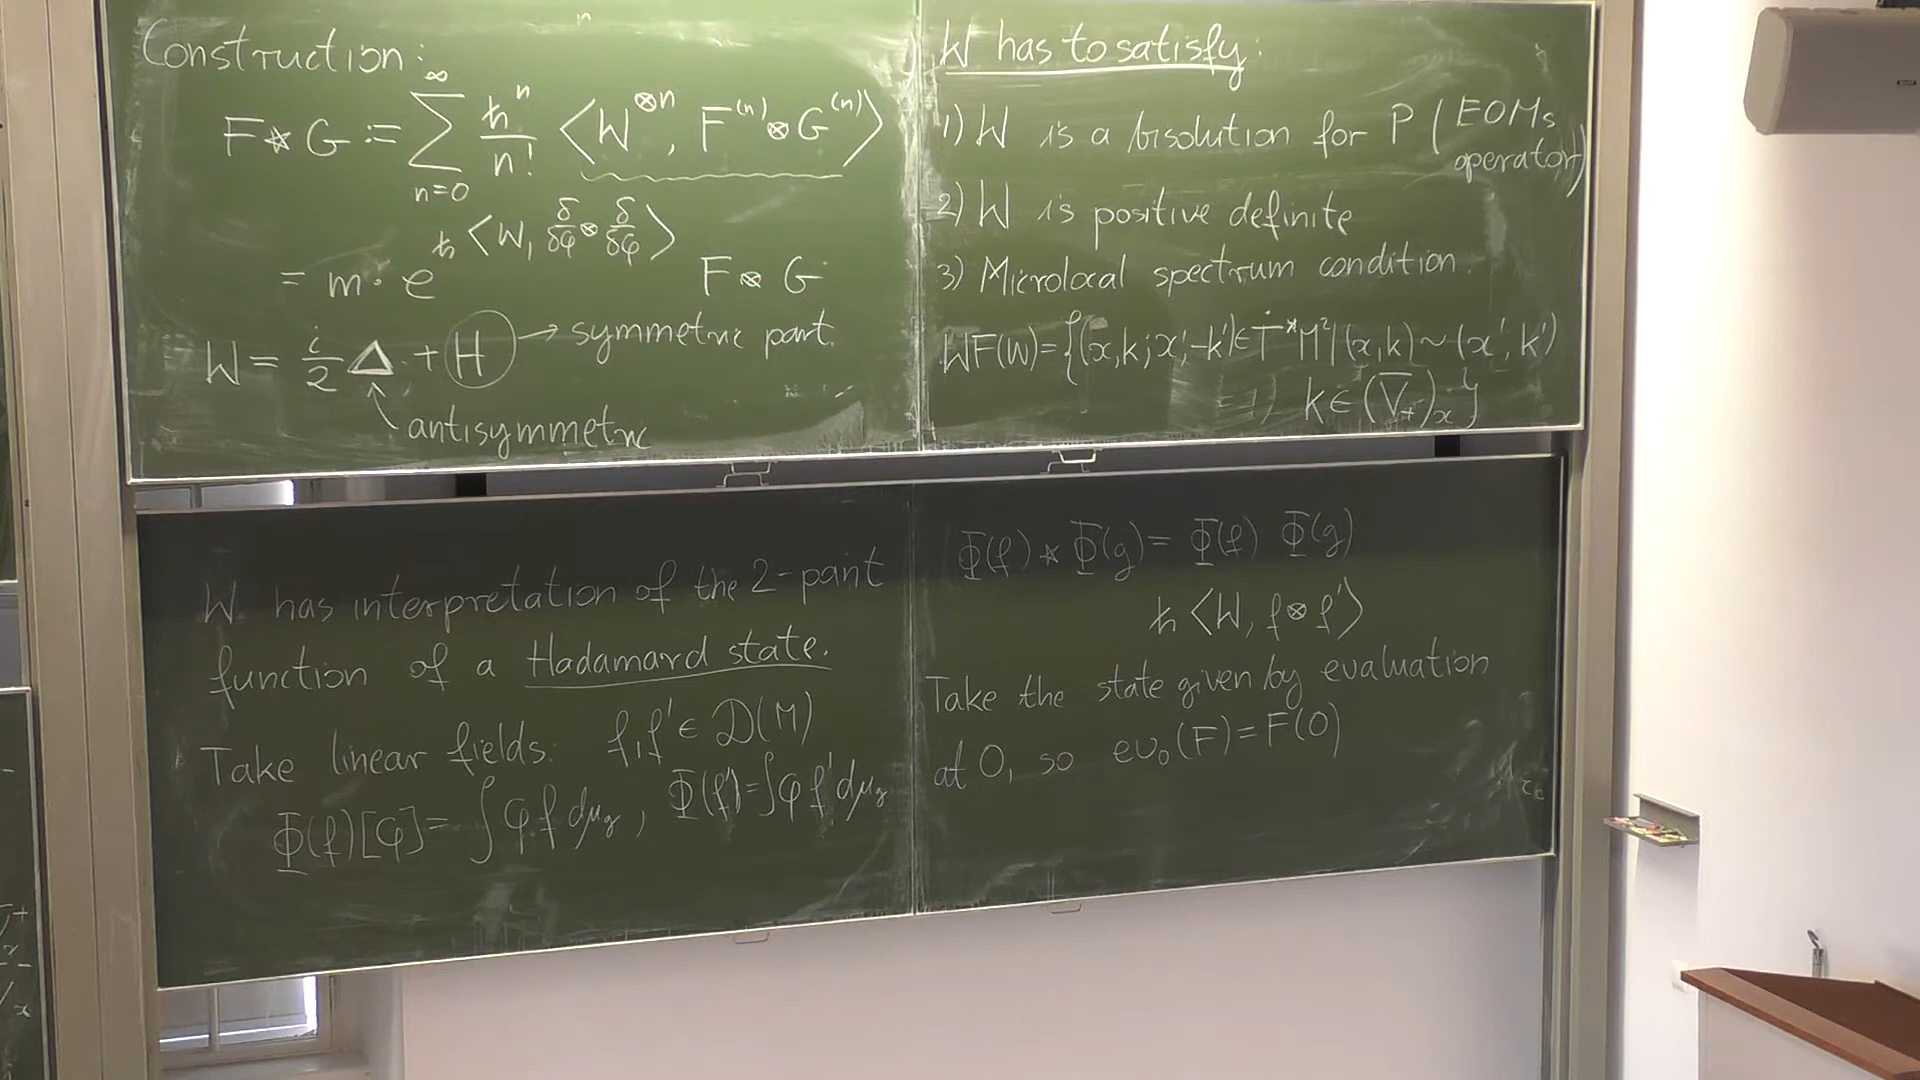 Construction:
F ⋆ G := ∑_{n=0}^{∞} ħ^n/n! ⟨W^{⊗n}, F^{(n)} ⊗ G^{(n)}⟩
= m · e^{ħ⟨W, δ/δφ ⊗ δ/δφ⟩} F ⊗ G
W = i/2 Δ + H → symmetric part.
antisymmetric
W has to satisfy:
1) W is a bisolution for P (EOMs
operator)
2) W is positive definite
3) Microlocal spectrum condition.
WF(W) = {(x,k;x',-k') ∈ Ṫ*M² | (x,k) ~ (x',k')
k ∈ (V̄₊)ₓ}
W has interpretation of the 2-point
function of a Hadamard state.
Take linear fields: f,f' ∈ D(M)
Φ(f)[φ] = ∫φ f dμ_g, Φ(f') = ∫φ f' dμ_g
Φ(f) ⋆ Φ(g) = Φ(f) Φ(g)
ħ⟨W, f ⊗ f'⟩
Take the state given by evaluation
at 0, so ev₀(F) = F(0)